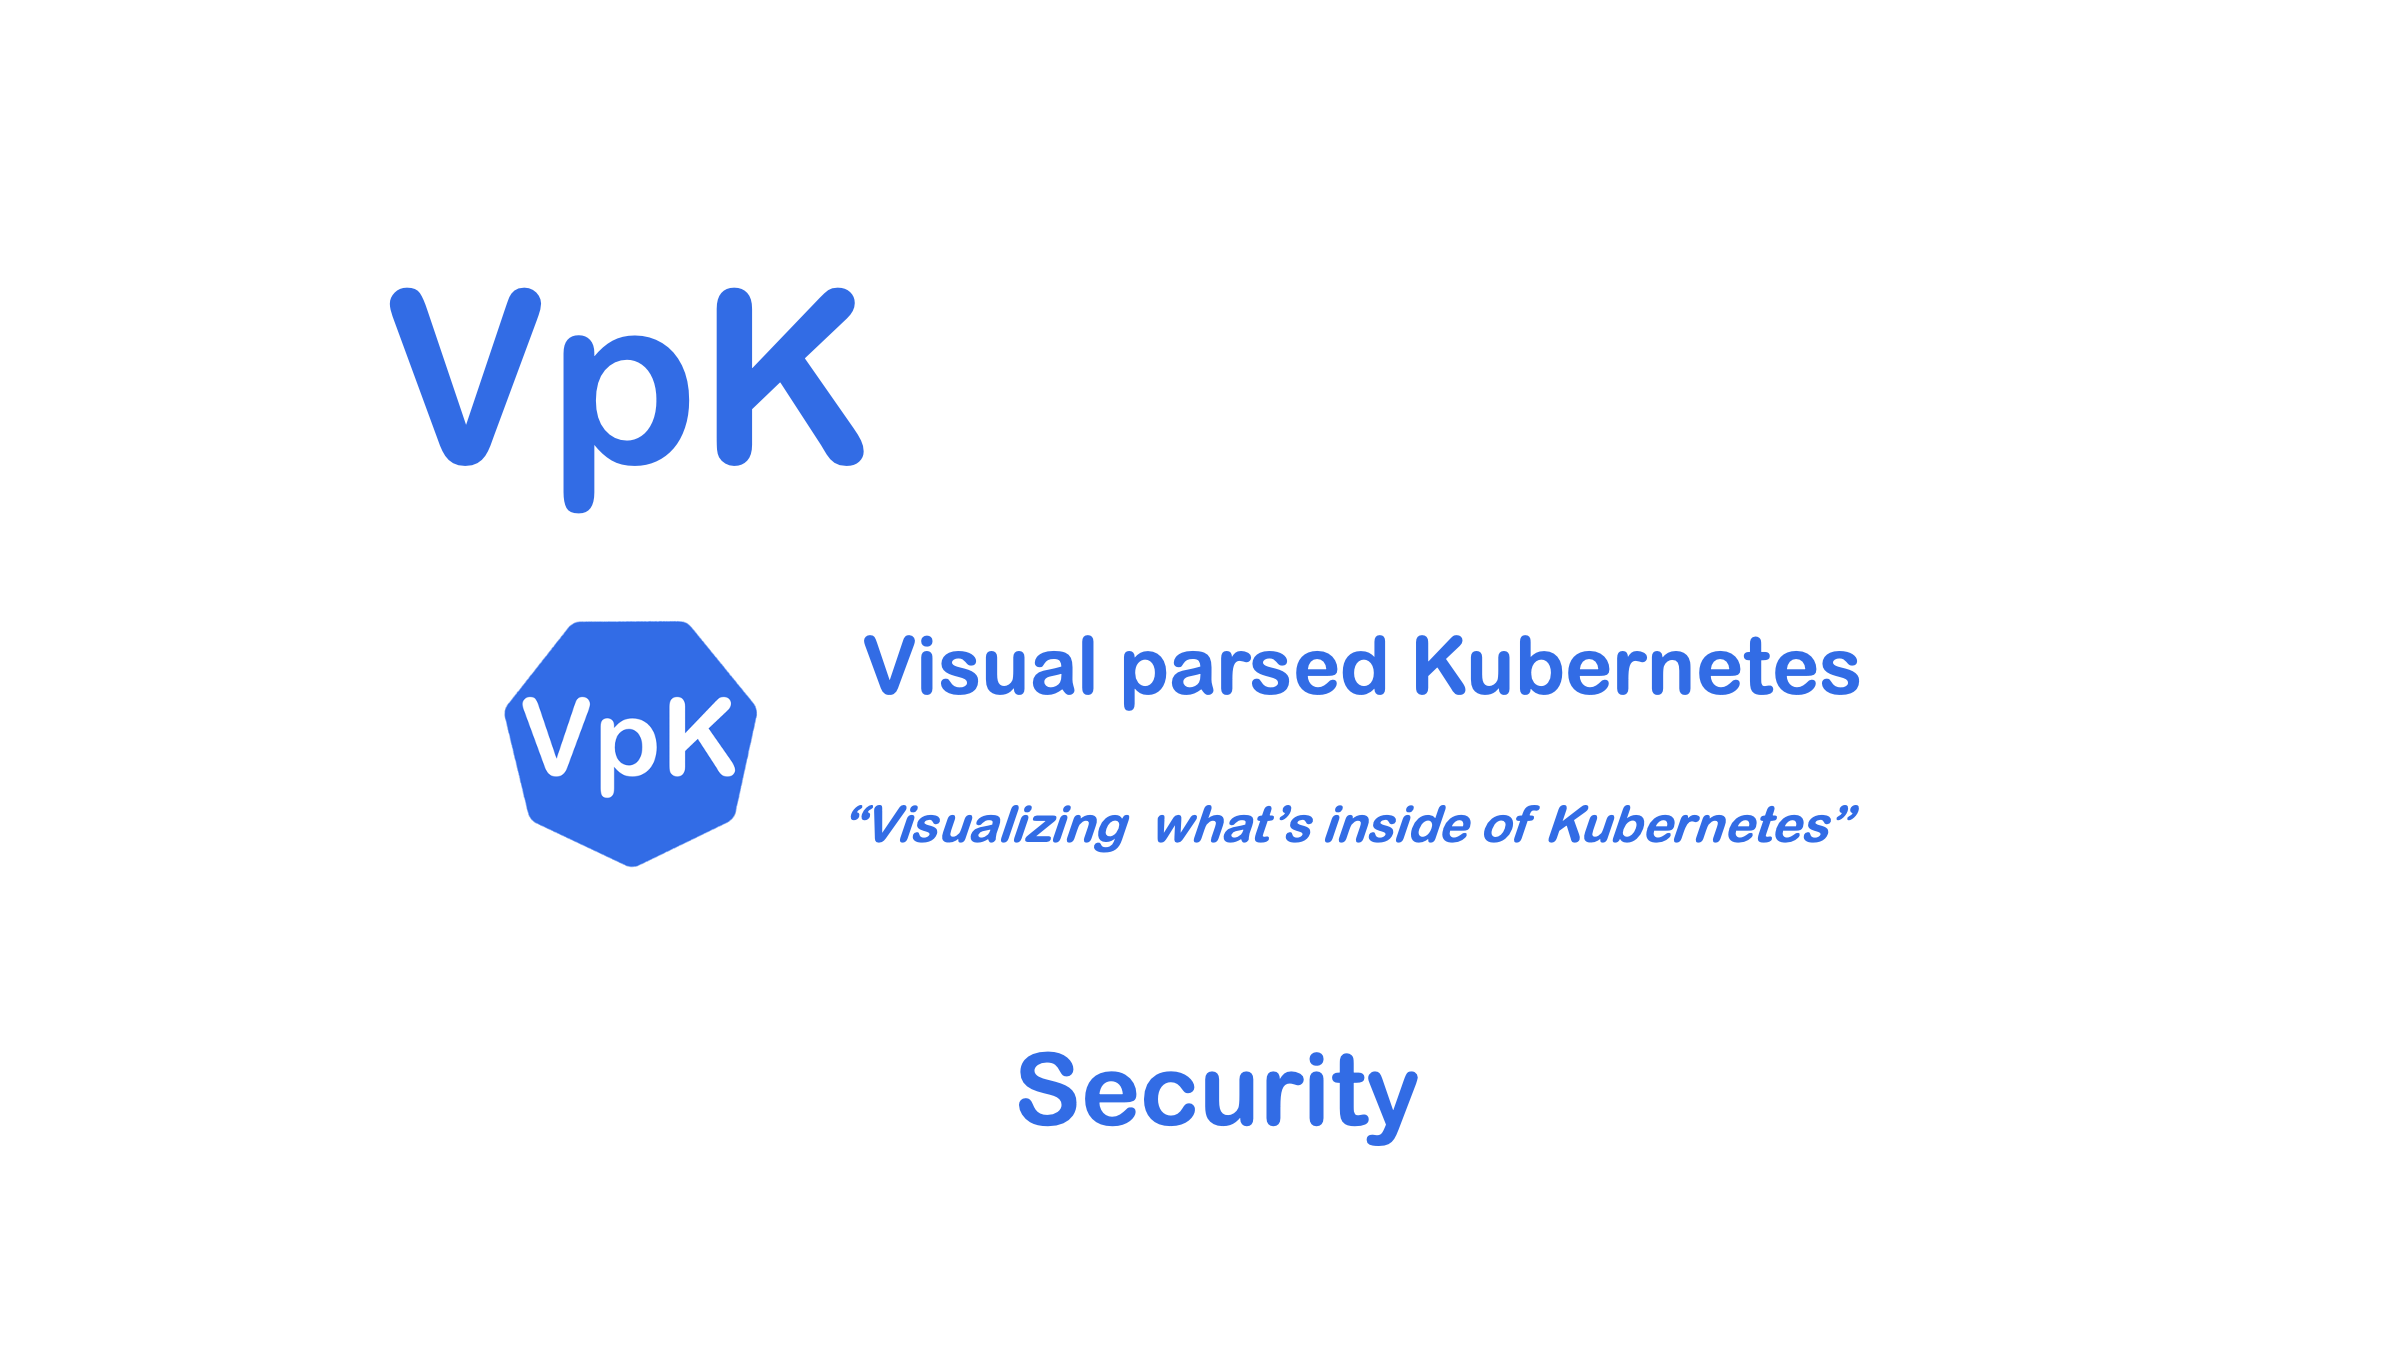 VpK
VpK
Visual parsed Kubernetes
“Visualizing  what’s inside of Kubernetes”
Security